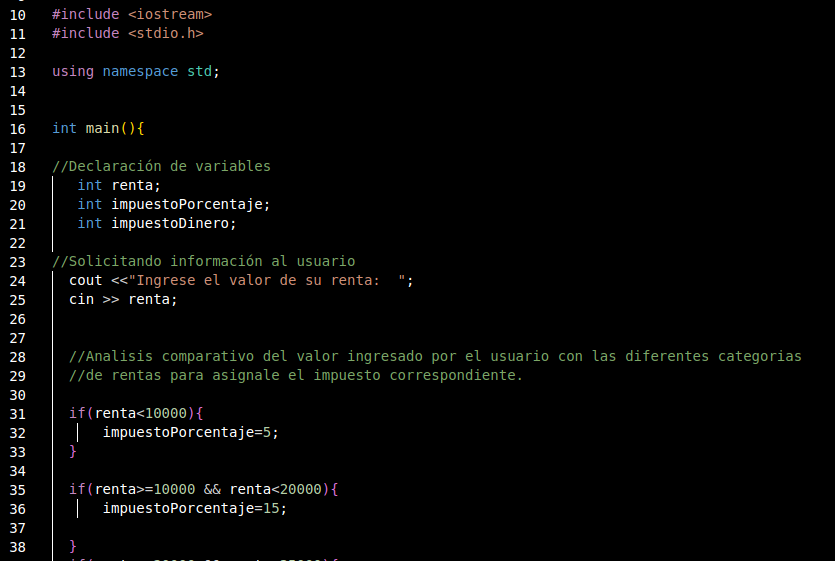 10 #include <iostream>
11 #include <stdio.h>
12
13 using namespace std;
14
15
16 int main(){
17
18 //Declaración de variables
19 int renta;
20 int impuestoPorcentaje;
21 int impuestoDinero;
22
23 //Solicitando información al usuario
24 cout <<"Ingrese el valor de su renta:  ";
25 cin >> renta;
26
27
28 //Analisis comparativo del valor ingresado por el usuario con las diferentes categorias
29 //de rentas para asignale el impuesto correspondiente.
30
31 if(renta<10000){
32 impuestoPorcentaje=5;
33 }
34
35 if(renta>=10000 && renta<20000){
36 impuestoPorcentaje=15;
37
38 }